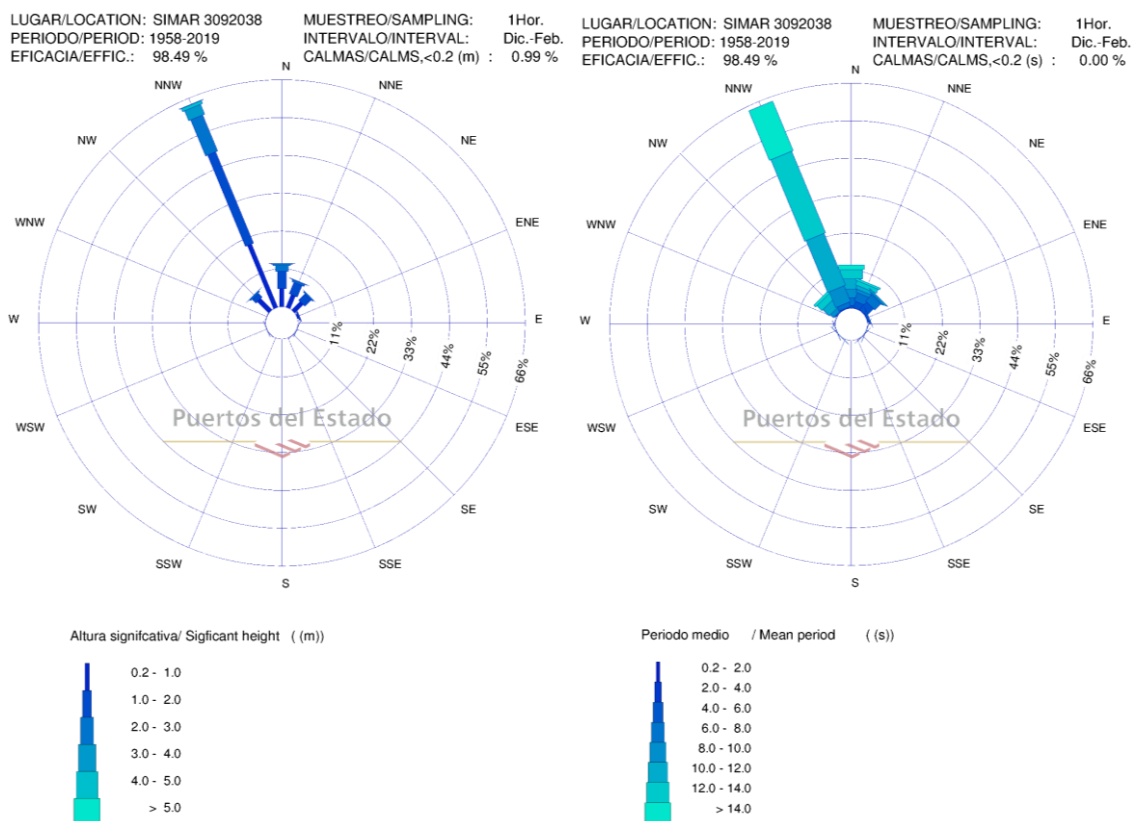 LUGAR/LOCATION: SIMAR 3092038 MUESTREO/SAMPLING: 1Hor.
PERIODO/PERIOD: 1958-2019 INTERVALO/INTERVAL: Dic.-Feb.
EFICACIA/EFFIC.: 98.49 % CALMAS/CALMS,<0.2 (m) : 0.99 %
N
NNW NNE
NW NE
WNW ENE
W E
11% 22% 33% 44% 55% 66%
WSW ESE
Puertos del Estado
SW SE
SSW SSE
S
Altura signifcativa/ Sigficant height ( (m))
0.2 - 1.0
1.0 - 2.0
2.0 - 3.0
3.0 - 4.0
4.0 - 5.0
> 5.0
LUGAR/LOCATION: SIMAR 3092038 MUESTREO/SAMPLING: 1Hor.
PERIODO/PERIOD: 1958-2019 INTERVALO/INTERVAL: Dic.-Feb.
EFICACIA/EFFIC.: 98.49 % CALMAS/CALMS,<0.2 (s) : 0.00 %
N
NNW NNE
NW NE
WNW ENE
W E
11% 22% 33% 44% 55% 66%
WSW ESE
Puertos del Estado
SW SE
SSW SSE
S
Periodo medio / Mean period ( (s))
0.2 - 2.0
2.0 - 4.0
4.0 - 6.0
6.0 - 8.0
8.0 - 10.0
10.0 - 12.0
12.0 - 14.0
> 14.0